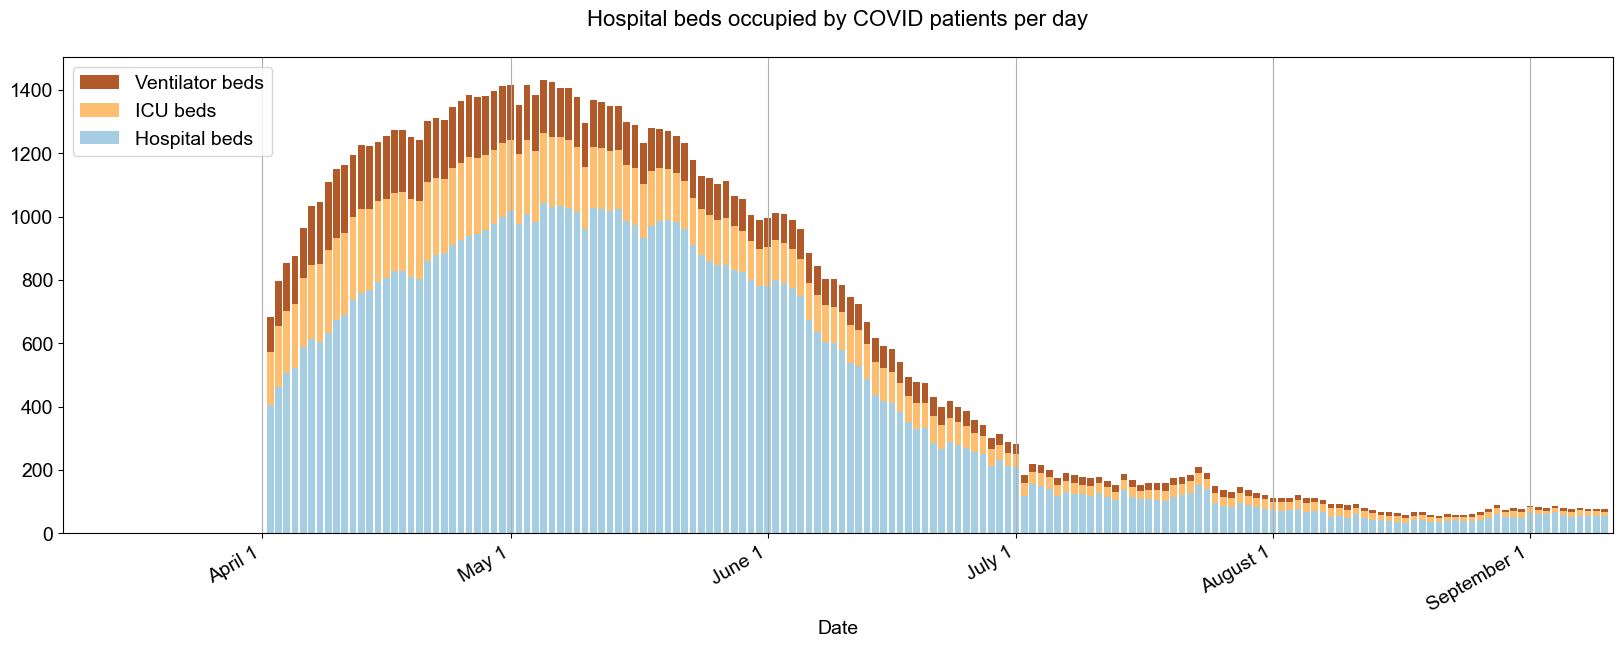 Hospital beds occupied by COVID patients per day
Ventilator beds
ICU beds
Hospital beds
1400
1200
1000
800
600
400
200
0
April 1
May 1
June 1
July 1
August 1
September 1
Date